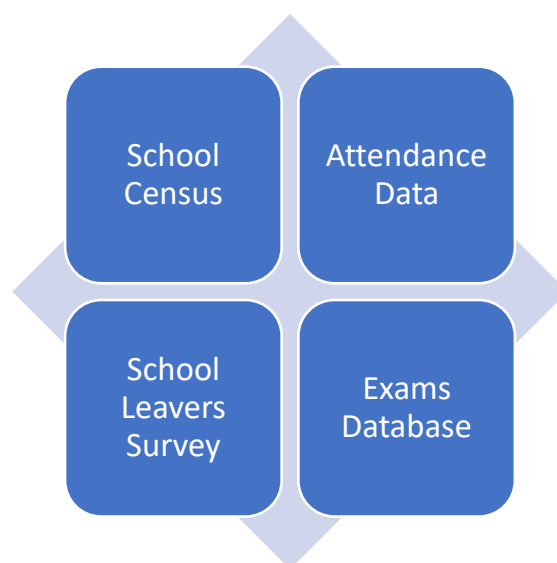 School
Census
Attendance
Data
School
Leavers
Survey
Exams
Database